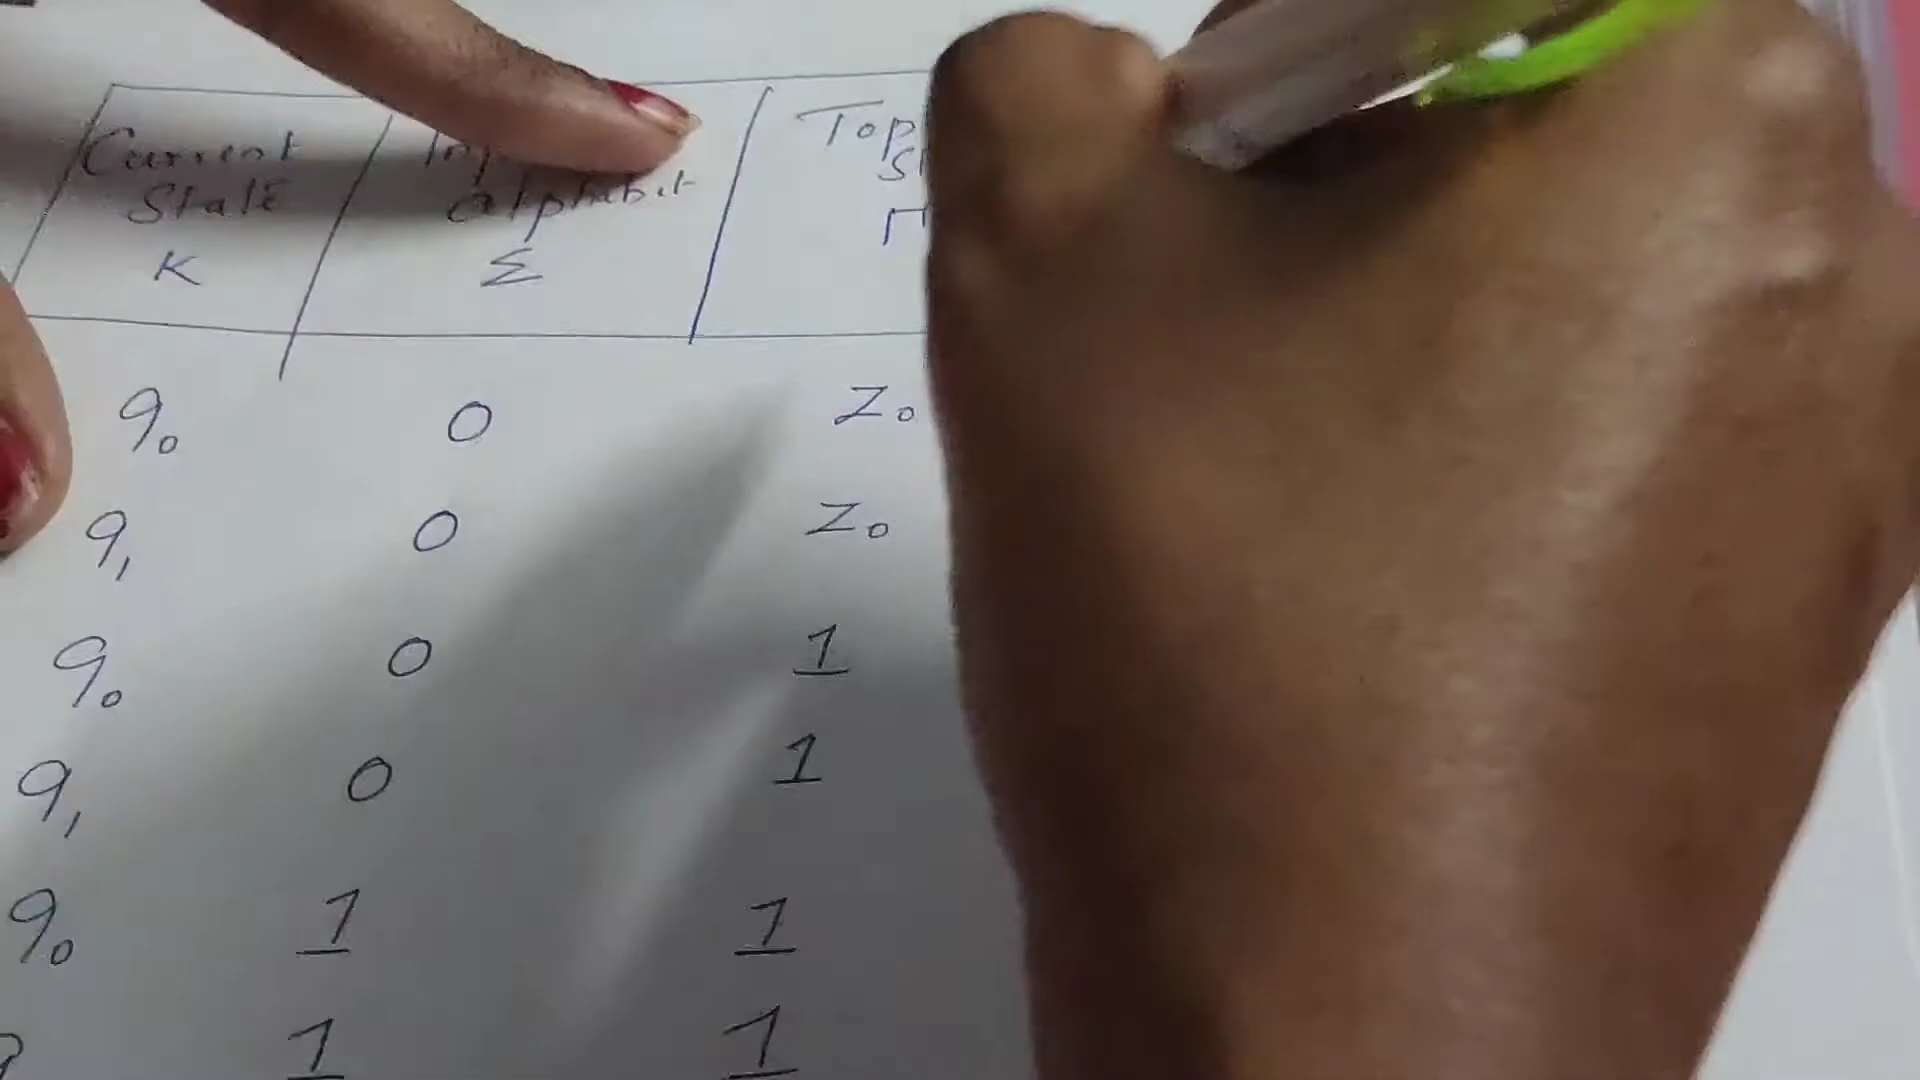 Current
State
K
alphabet
Σ
Top
Γ
q₀ 0 Z₀
q₁ 0 Z₀
q₀ 0 1
q₁ 0 1
q₀ 1 1
1 1